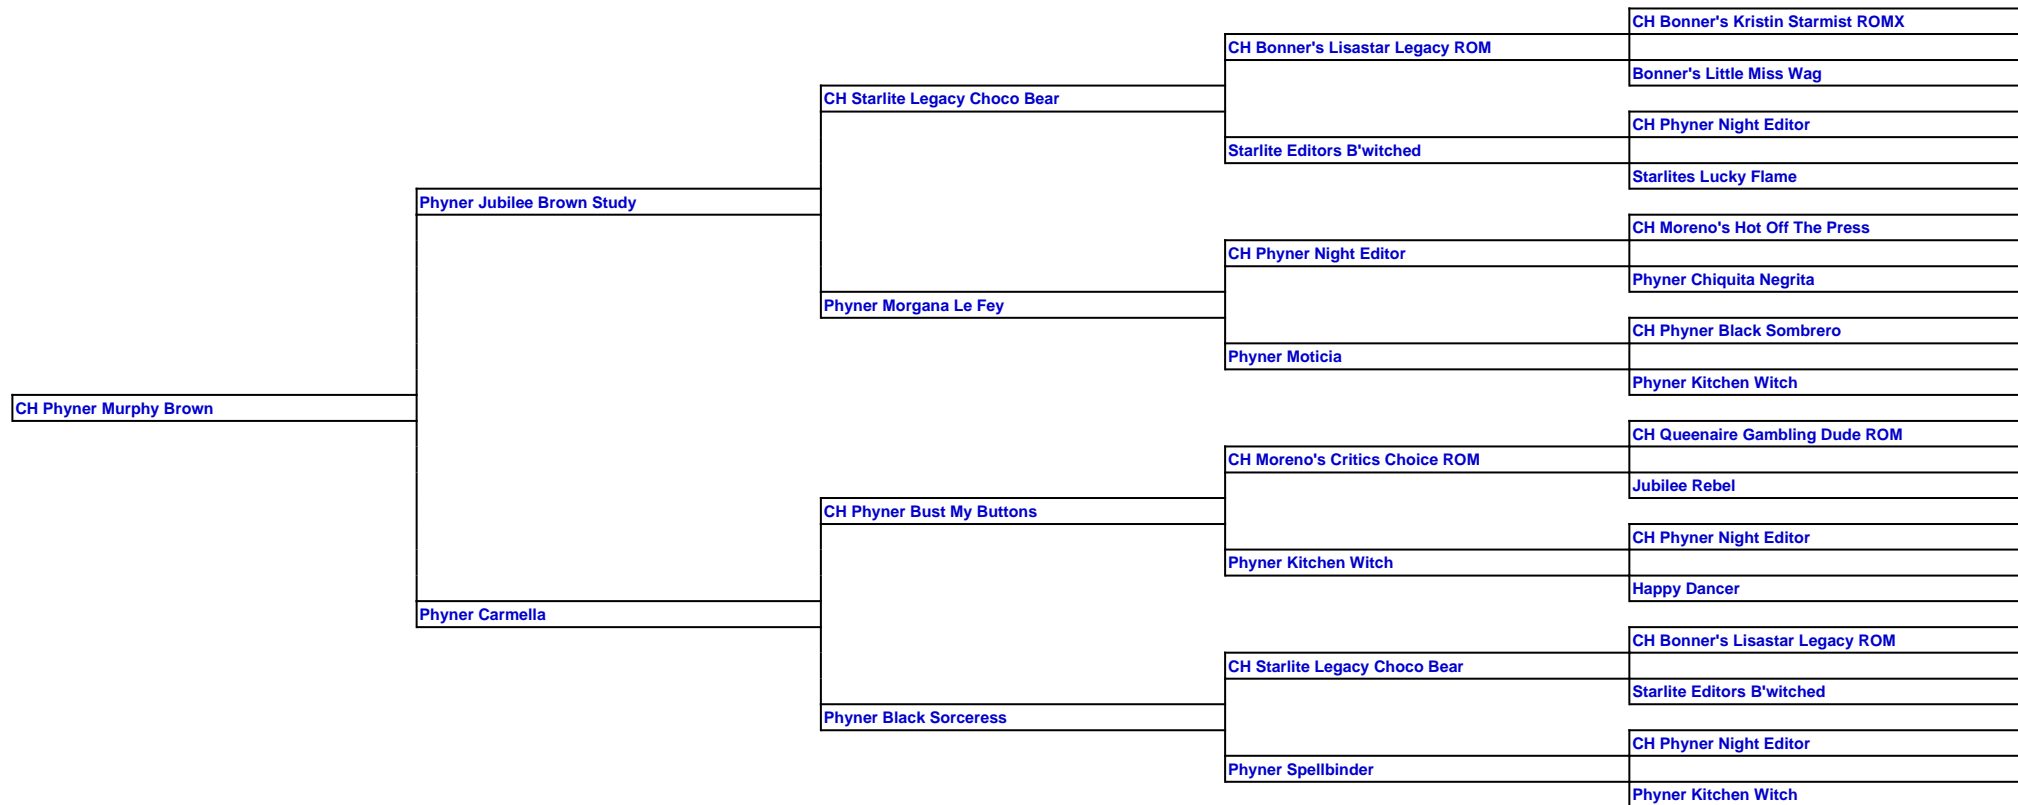 CH Bonner's Kristin Starmist ROMX
CH Bonner's Lisastar Legacy ROM
Bonner's Little Miss Wag
CH Starlite Legacy Choco Bear
CH Phyner Night Editor
Starlite Editors B'witched
Starlites Lucky Flame
Phyner Jubilee Brown Study
CH Moreno's Hot Off The Press
CH Phyner Night Editor
Phyner Chiquita Negrita
Phyner Morgana Le Fey
CH Phyner Black Sombrero
Phyner Moticia
Phyner Kitchen Witch
CH Phyner Murphy Brown
CH Queenaire Gambling Dude ROM
CH Moreno's Critics Choice ROM
Jubilee Rebel
CH Phyner Bust My Buttons
CH Phyner Night Editor
Phyner Kitchen Witch
Happy Dancer
Phyner Carmella
CH Bonner's Lisastar Legacy ROM
CH Starlite Legacy Choco Bear
Starlite Editors B'witched
Phyner Black Sorceress
CH Phyner Night Editor
Phyner Spellbinder
Phyner Kitchen Witch